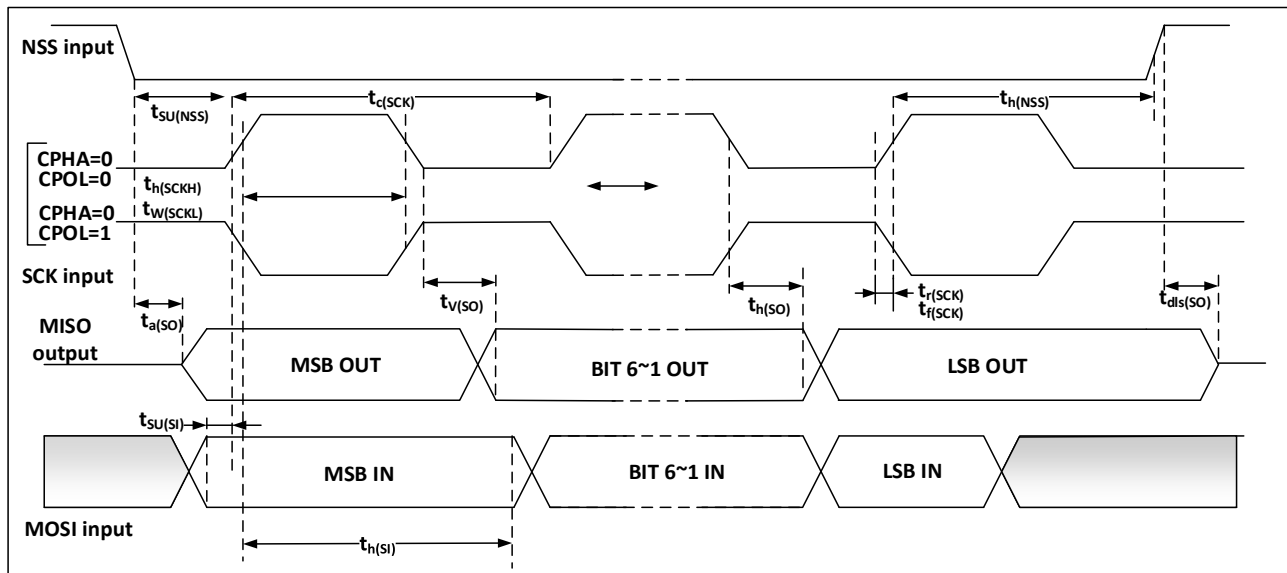 NSS input
tSU(NSS)
tc(SCK)
th(NSS)
CPHA=0
CPOL=0
th(SCKH)
tW(SCKL)
CPHA=0
CPOL=1
SCK input
ta(SO)
tV(SO)
th(SO)
tr(SCK)
tf(SCK)
tdls(SO)
MISO
output
MSB OUT
BIT 6~1 OUT
LSB OUT
tSU(SI)
MSB IN
BIT 6~1 IN
LSB IN
MOSI input
th(SI)